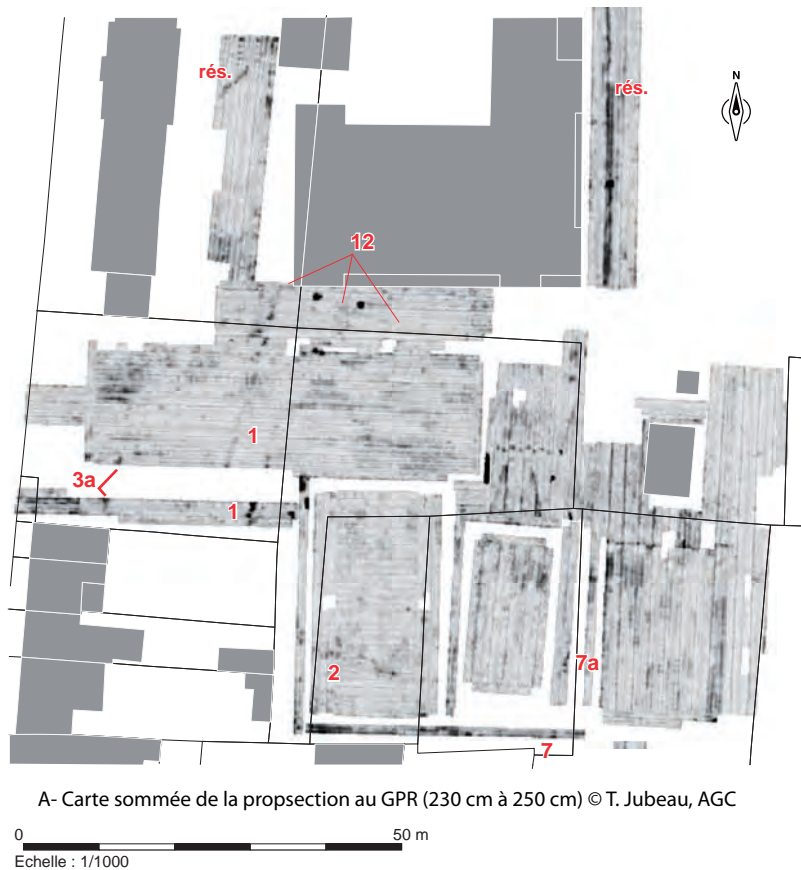 rés.
rés.
N
12
1
3a
1
2
7a
7
A- Carte sommée de la propsection au GPR (230 cm à 250 cm) © T. Jubeau, AGC
0 50 m
Echelle : 1/1000